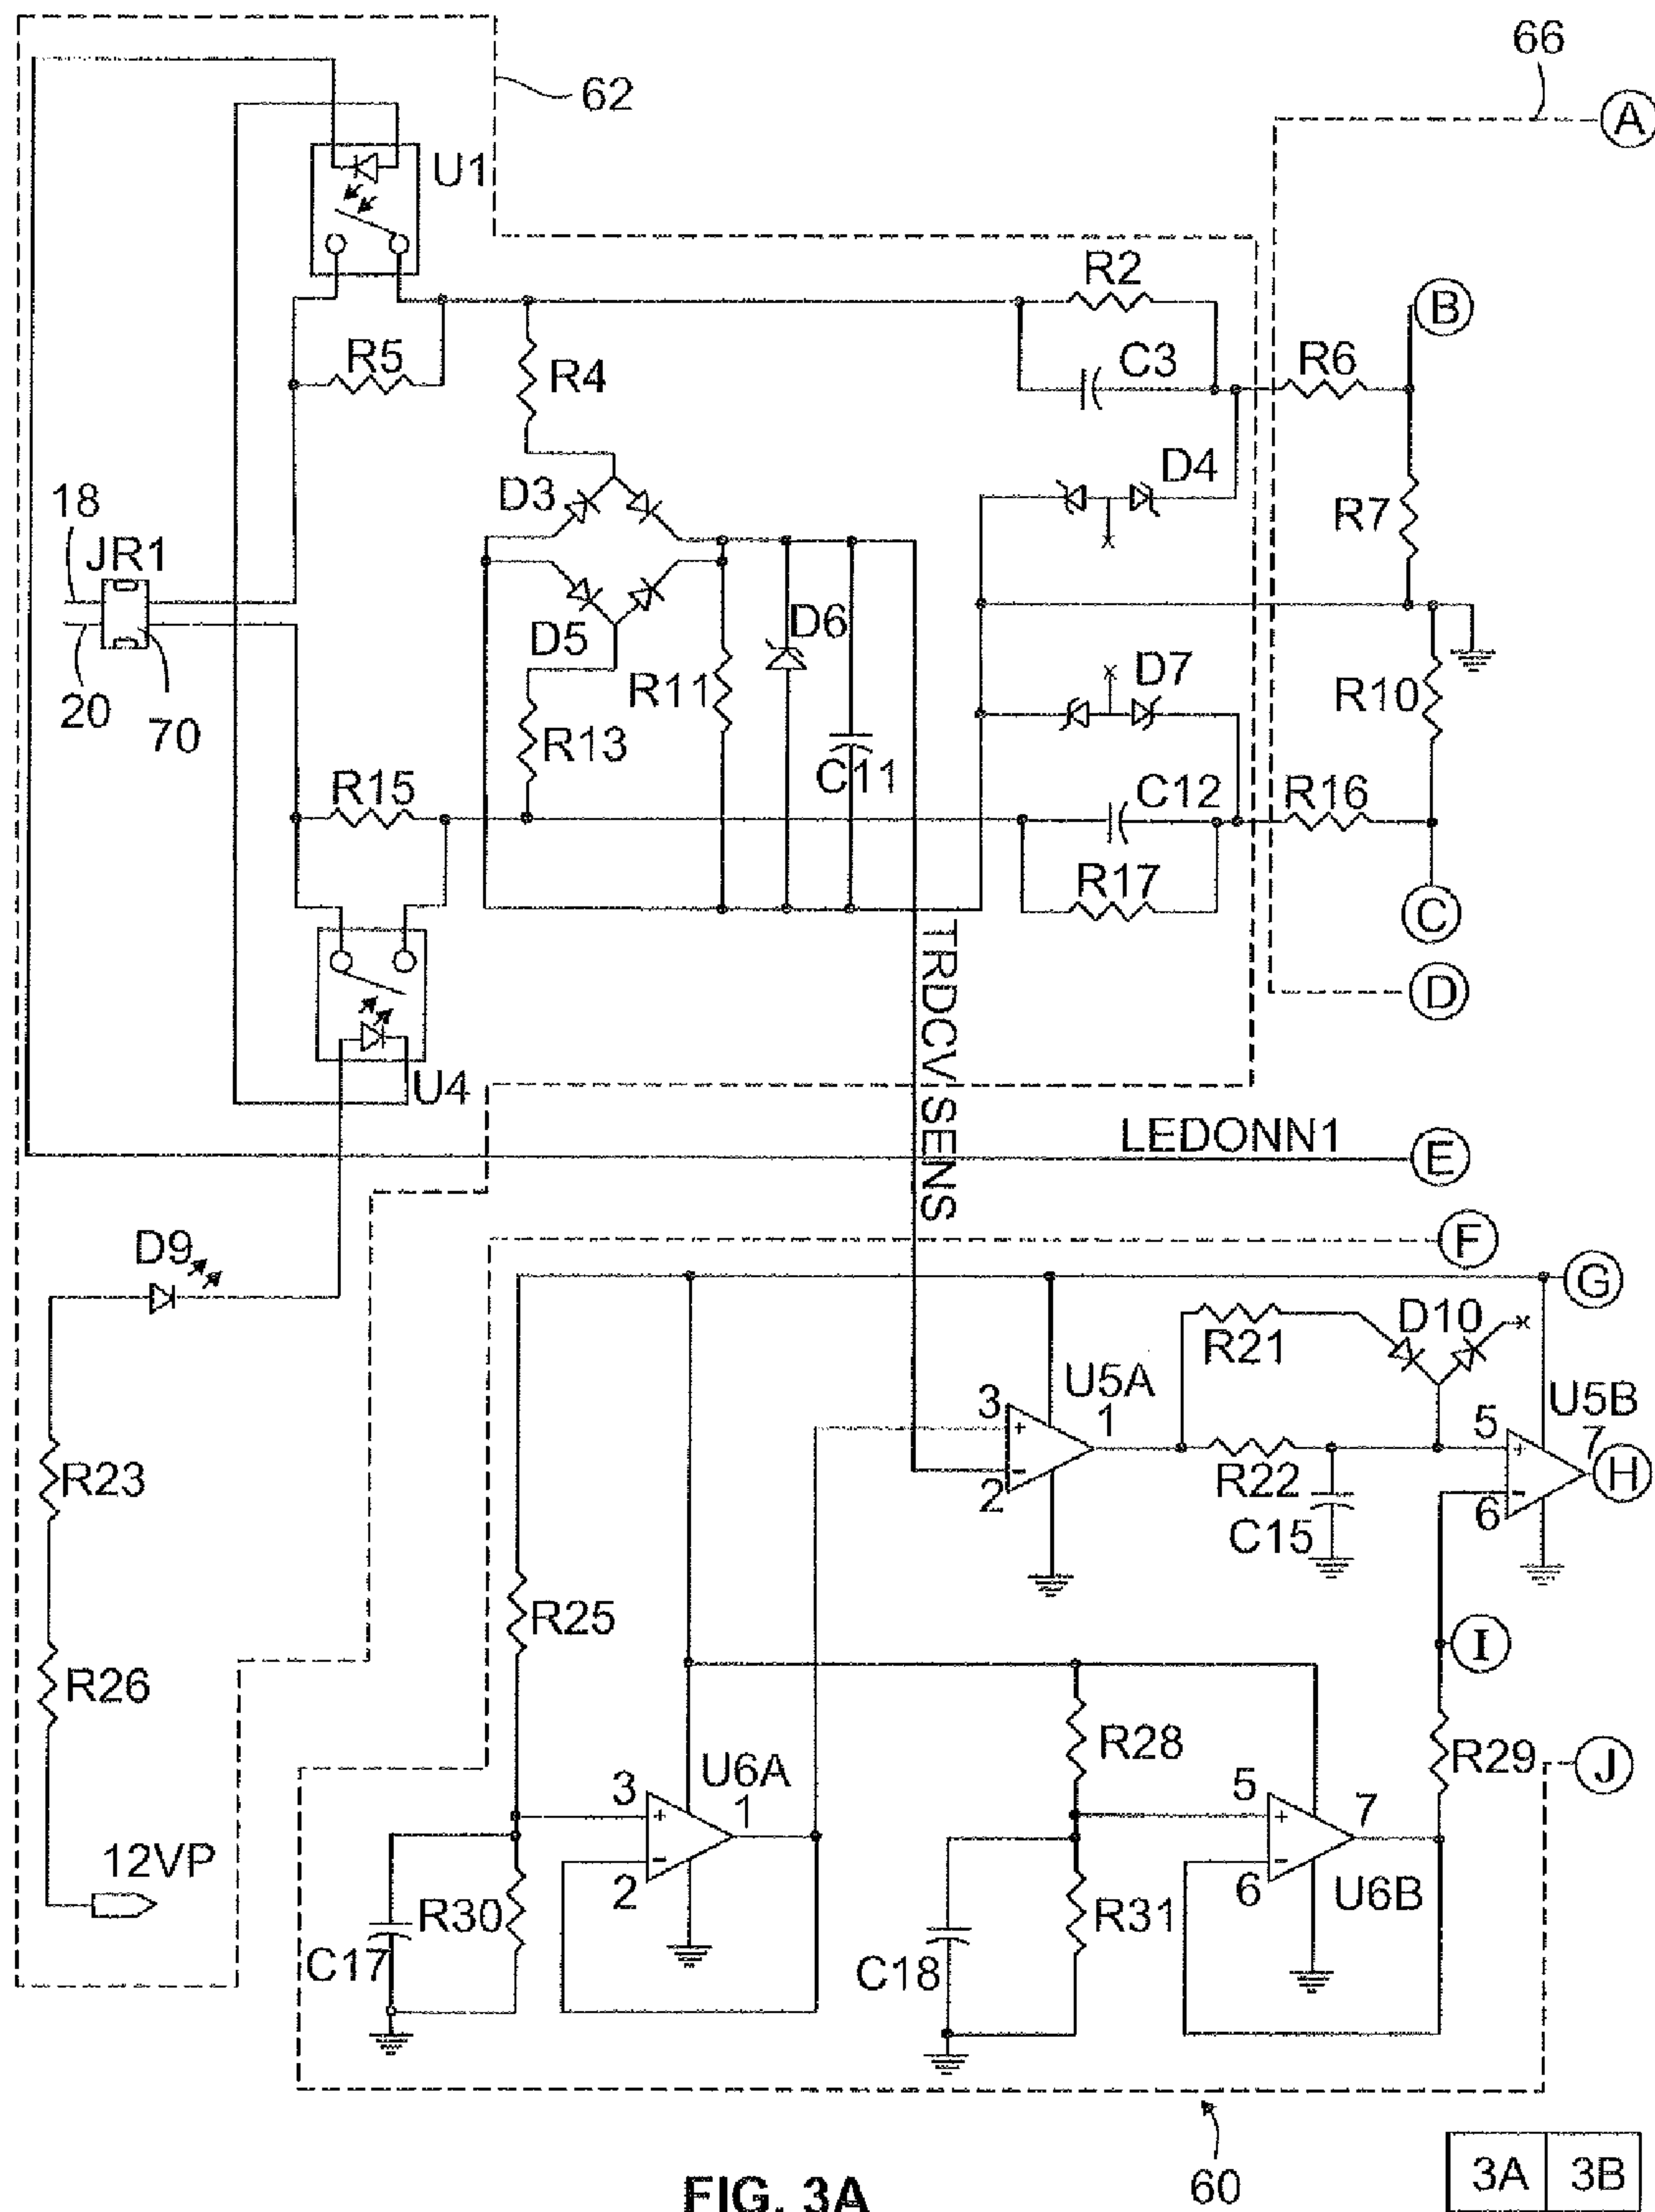 66
A
62
U1
R2
B
R5
R4
C3
R6
D3
D4
18
JR1
R7
D5
D6
D7
20
70
R11
R10
R13
C11
R15
C12
R16
R17
C
TRDCV SENS
D
U4
LEDONN1
E
D9
F
G
R21
D10
U5A
3
1
+
U5B
5
7
+
H
-
2
R22
-
6
C15
R23
R25
I
R26
R28
R29
J
U6A
3
1
+
5
7
+
12VP
-
2
-
6
U6B
R30
R31
C17
C18
60
3A 3B
FIG. 3A